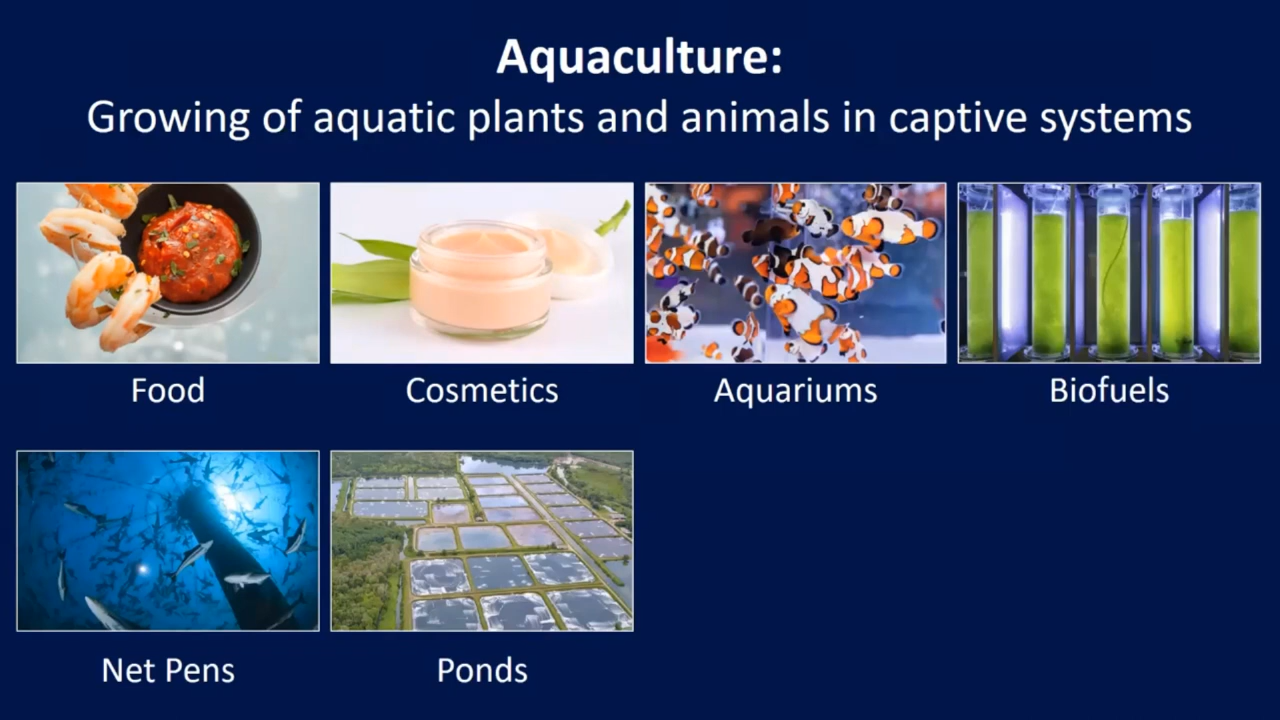 Aquaculture:
Growing of aquatic plants and animals in captive systems
Food
Cosmetics
Aquariums
Biofuels
Net Pens
Ponds